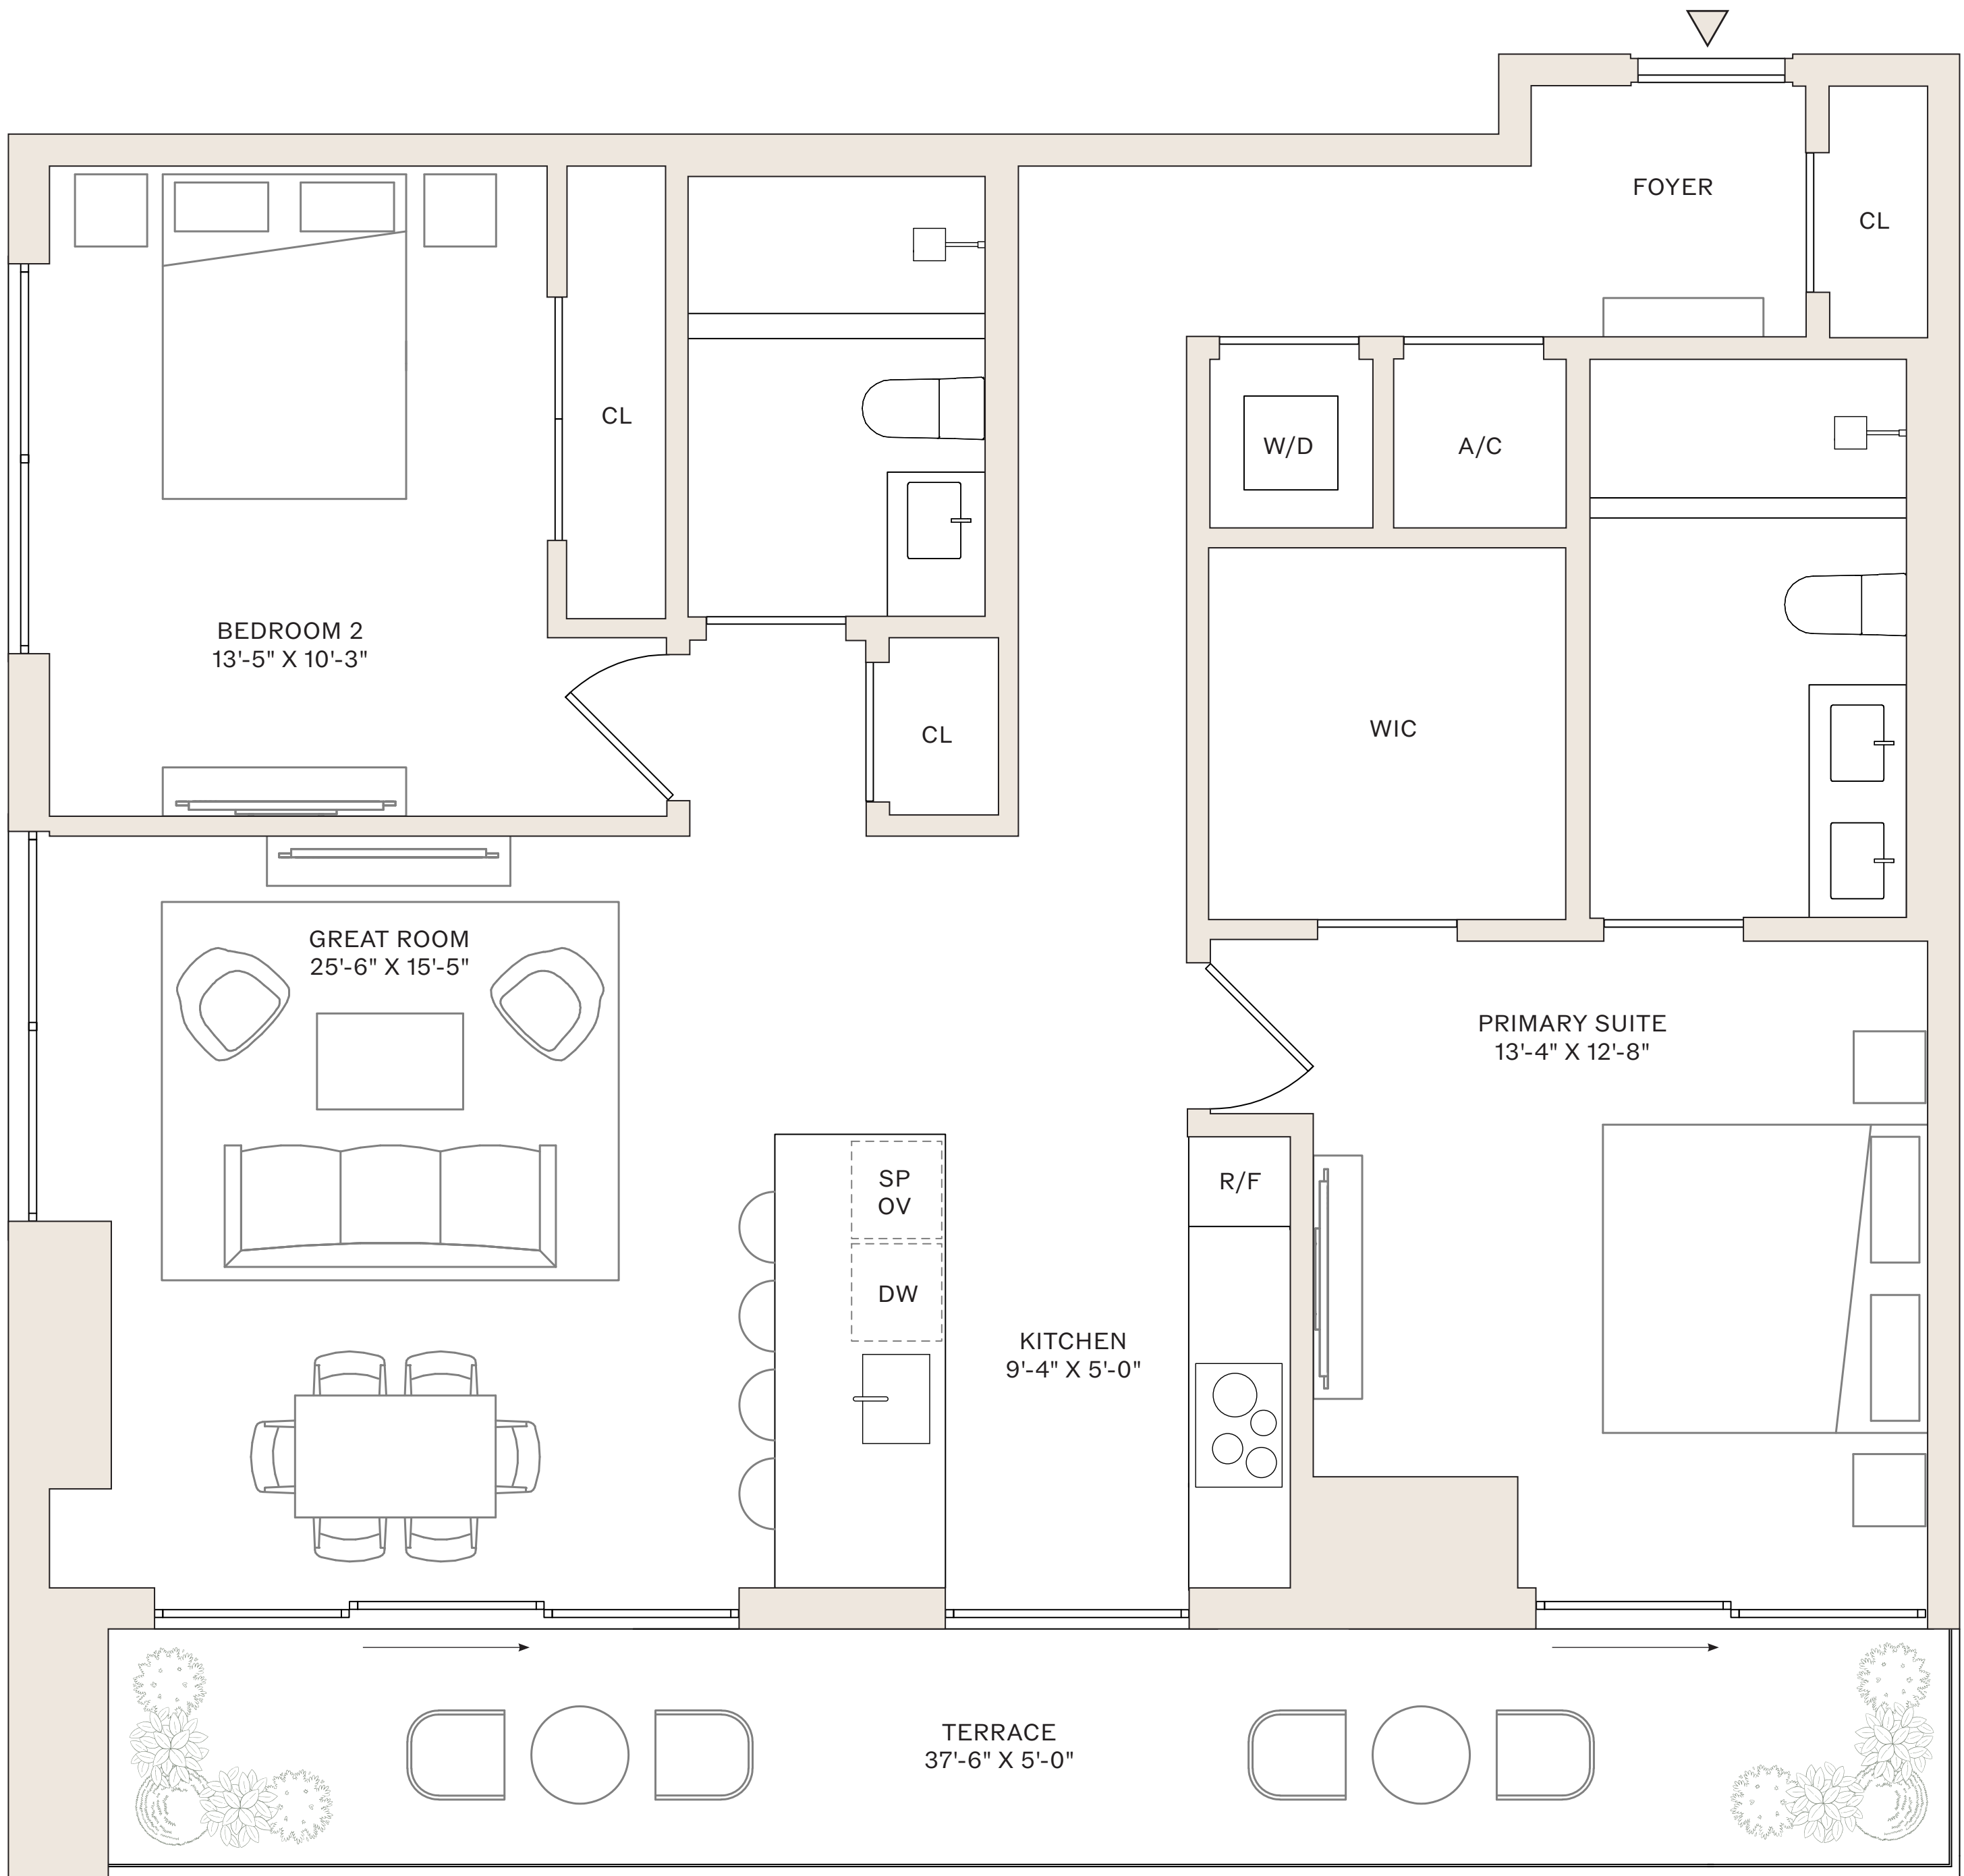 FOYER
CL
CL
W/D
A/C
BEDROOM 2
13'-5" X 10'-3"
CL
WIC
GREAT ROOM
25'-6" X 15'-5"
PRIMARY SUITE
13'-4" X 12'-8"
SP
OV
R/F
DW
KITCHEN
9'-4" X 5'-0"
TERRACE
37'-6" X 5'-0"